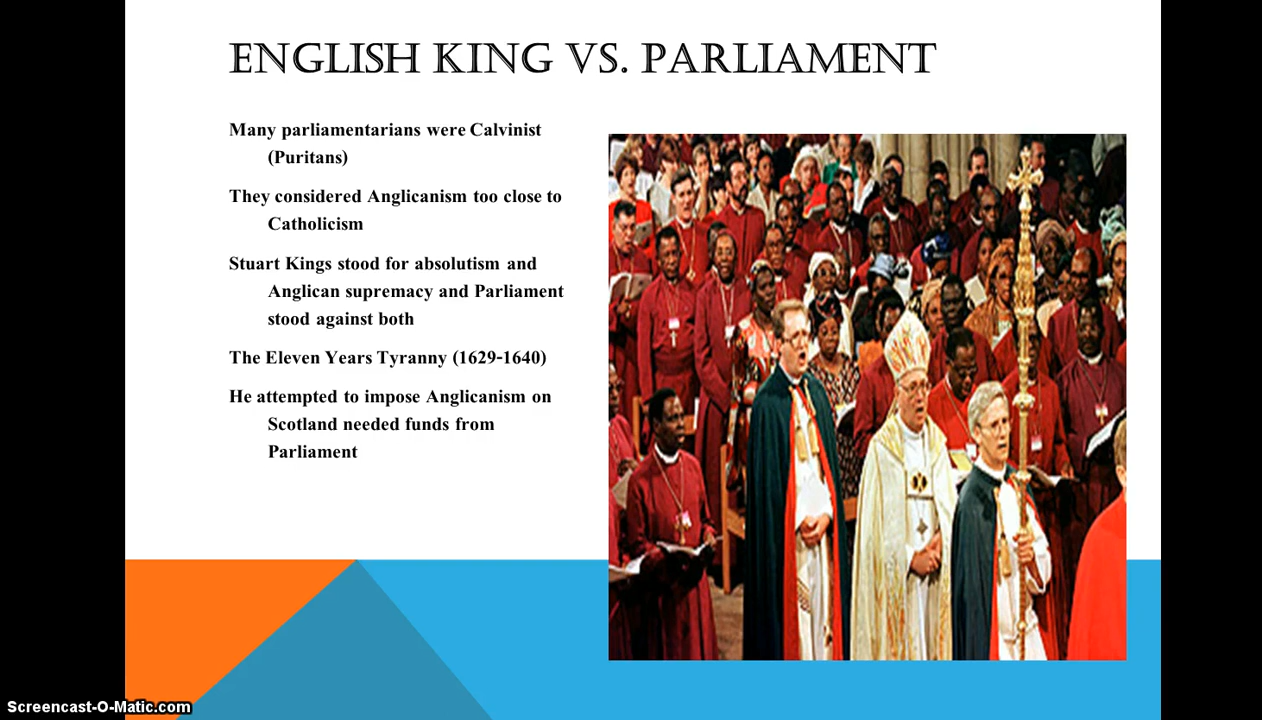 ENGLISH KING VS. PARLIAMENT
Many parliamentarians were Calvinist
(Puritans)
They considered Anglicanism too close to
Catholicism
Stuart Kings stood for absolutism and
Anglican supremacy and Parliament
stood against both
The Eleven Years Tyranny (1629-1640)
He attempted to impose Anglicanism on
Scotland needed funds from
Parliament
Screencast-O-Matic.com